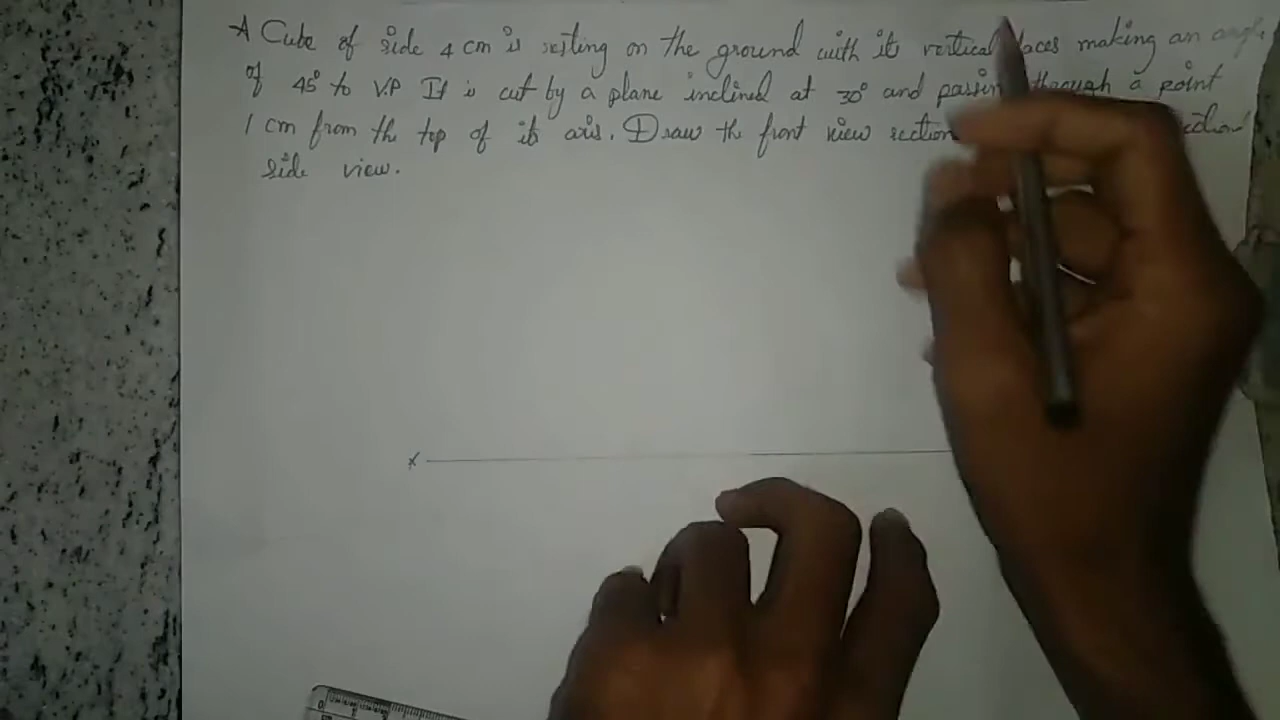 A Cube of side 4 cm is resting on the ground with its vertical faces making an angle
of 45° to V.P It is cut by a plane inclined at 30° and passing through a point
1 cm from the top of its axis. Draw the front view section
side view.
X
0